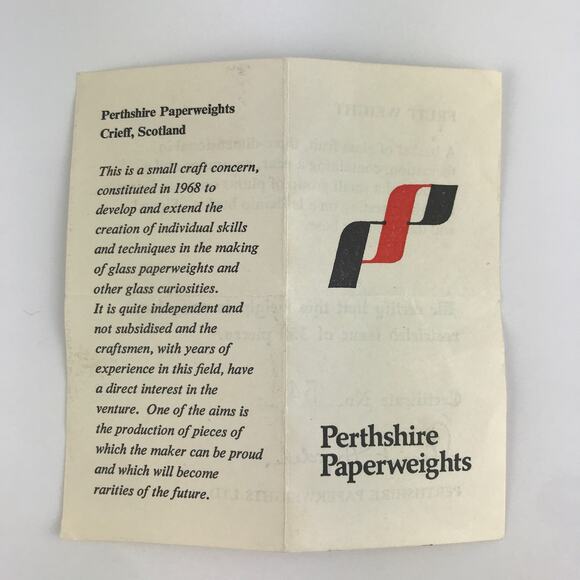 Perthshire Paperweights
Crieff, Scotland
This is a small craft concern,
constituted in 1968 to
develop and extend the
creation of individual skills
and techniques in the making
of glass paperweights and
other glass curiosities.
It is quite independent and
not subsidised and the
craftsmen, with years of
experience in this field, have
a direct interest in the
venture. One of the aims is
the production of pieces of
which the maker can be proud
and which will become
rarities of the future.
Perthshire
Paperweights